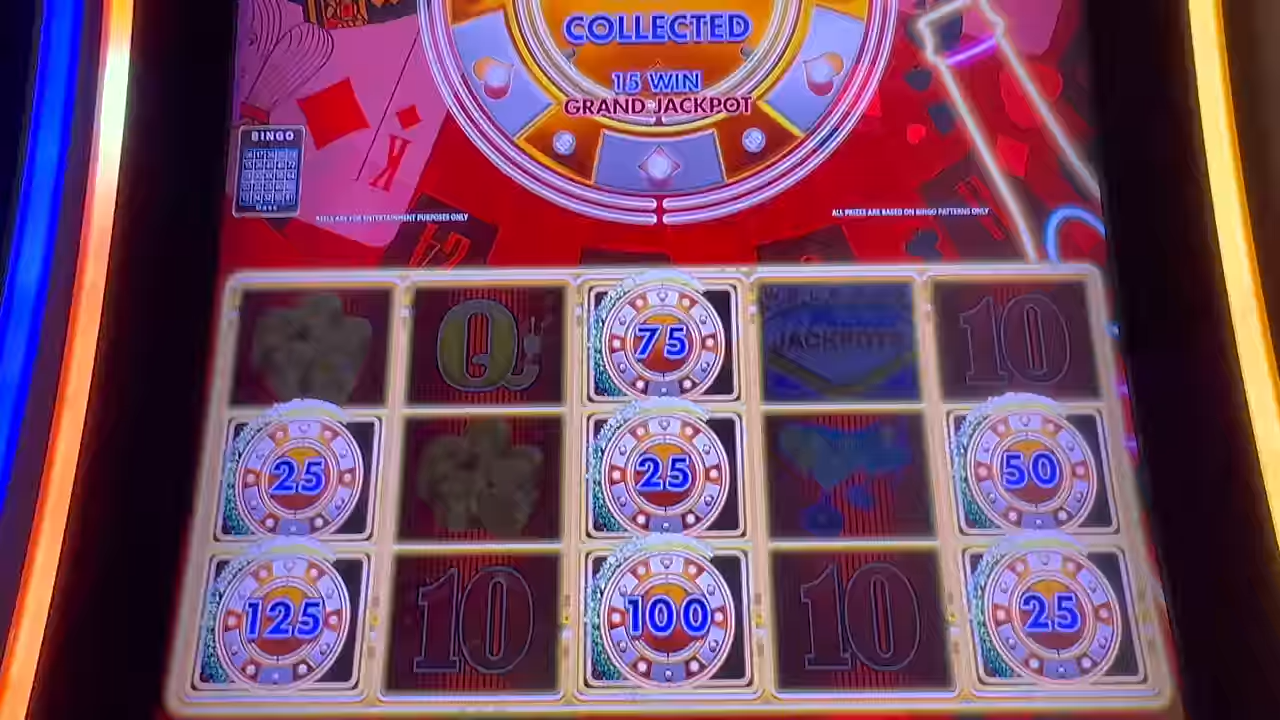 COLLECTED
15 WIN
GRAND JACKPOT
BINGO
REELS ARE FOR ENTERTAINMENT PURPOSES ONLY
ALL PRIZES ARE BASED ON BINGO PATTERNS ONLY
Q
75
JACKPOTS
10
25
25
50
125
10
100
10
25